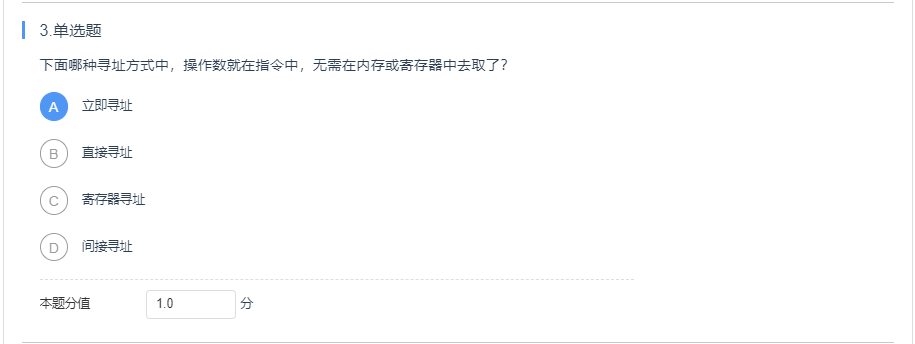 3.单选题
下面哪种寻址方式中，操作数就在指令中，无需在内存或寄存器中去取了？
A 立即寻址
B 直接寻址
C 寄存器寻址
D 间接寻址
本题分值 1.0 分